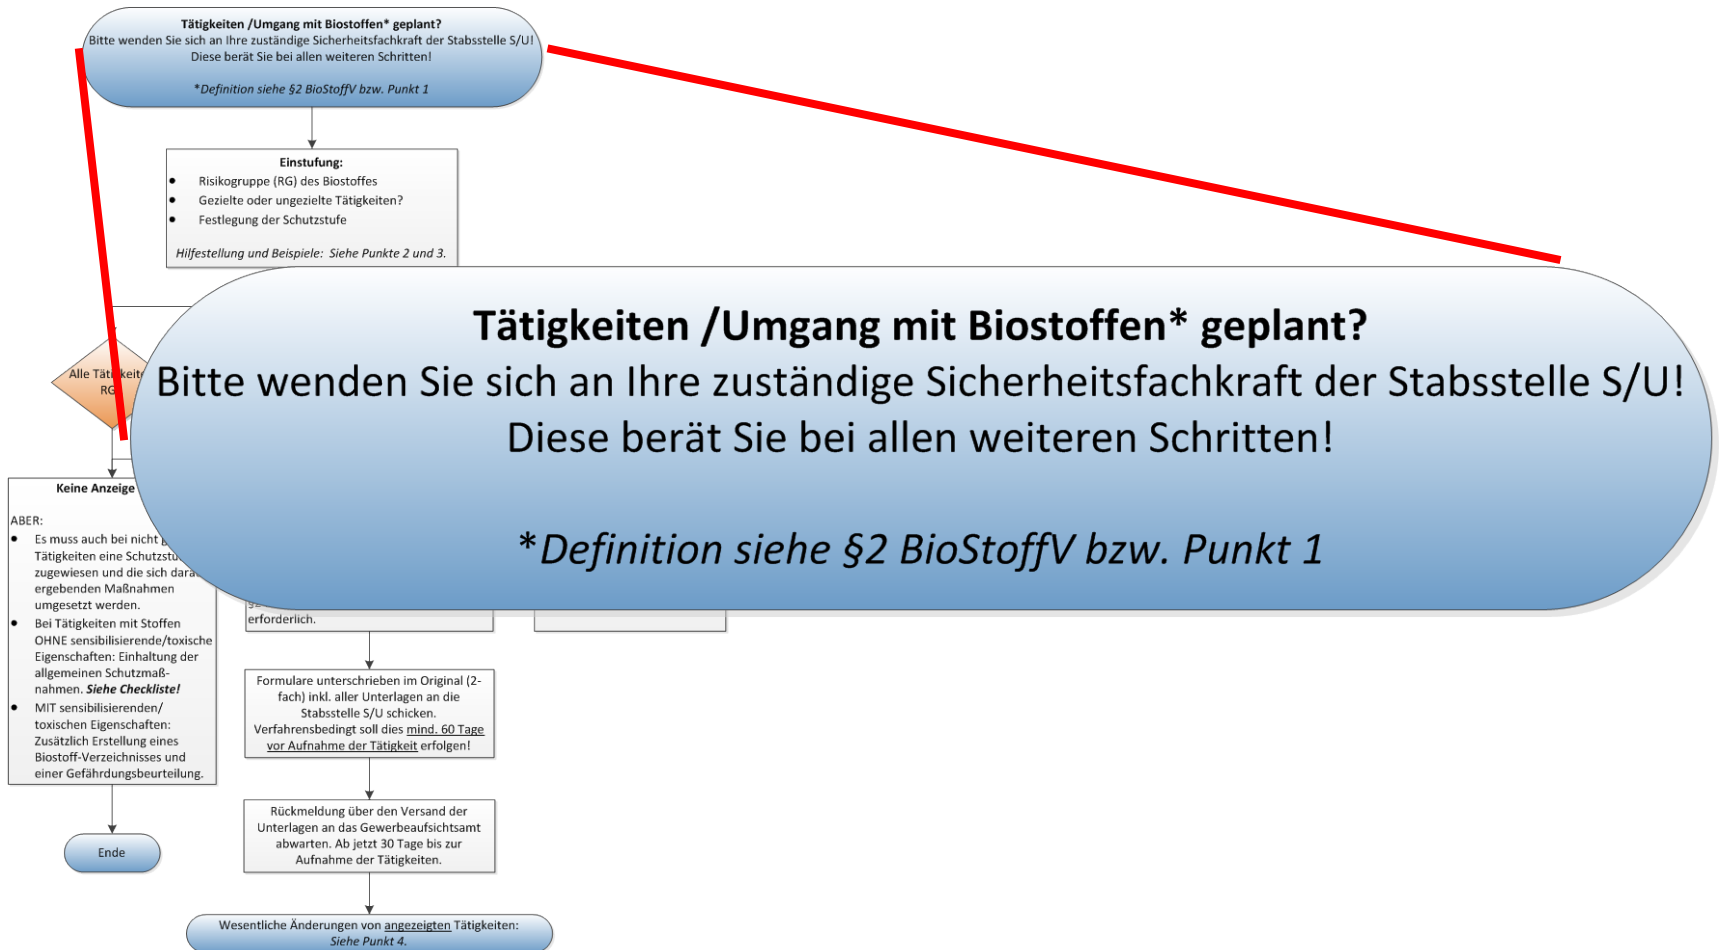 Tätigkeiten /Umgang mit Biostoffen* geplant?
Bitte wenden Sie sich an Ihre zuständige Sicherheitsfachkraft der Stabsstelle S/U!
Diese berät Sie bei allen weiteren Schritten!
*Definition siehe §2 BioStoffV bzw. Punkt 1
Einstufung:
● Risikogruppe (RG) des Biostoffes
● Gezielte oder ungezielte Tätigkeiten?
● Festlegung der Schutzstufe
Hilfestellung und Beispiele: Siehe Punkte 2 und 3.
Tätigkeiten /Umgang mit Biostoffen* geplant?
Bitte wenden Sie sich an Ihre zuständige Sicherheitsfachkraft der Stabsstelle S/U!
Diese berät Sie bei allen weiteren Schritten!
*Definition siehe §2 BioStoffV bzw. Punkt 1
Alle
RG
Keine Anzeige
ABER:
● Es muss auch bei nicht
Tätigkeiten eine
zugewiesen und die sich
ergebenden Maßnahmen
umgesetzt werden.
● Bei Tätigkeiten mit Stoffen
OHNE sensibilisierende/toxische
Eigenschaften: Einhaltung der
allgemeinen Schutzmaß-
nahmen. Siehe Checkliste!
● MIT sensibilisierenden/
toxischen Eigenschaften:
Zusätzlich Erstellung eines
Biostoff-Verzeichnisses und
einer Gefährdungsbeurteilung.
Ende
erforderlich.
Formulare unterschrieben im Original (2-
fach) inkl. aller Unterlagen an die
Stabsstelle S/U schicken.
Verfahrensbedingt soll dies mind. 60 Tage
vor Aufnahme der Tätigkeit erfolgen!
Rückmeldung über den Versand der
Unterlagen an das Gewerbeaufsichtsamt
abwarten. Ab jetzt 30 Tage bis zur
Aufnahme der Tätigkeiten.
Wesentliche Änderungen von angezeigten Tätigkeiten:
Siehe Punkt 4.